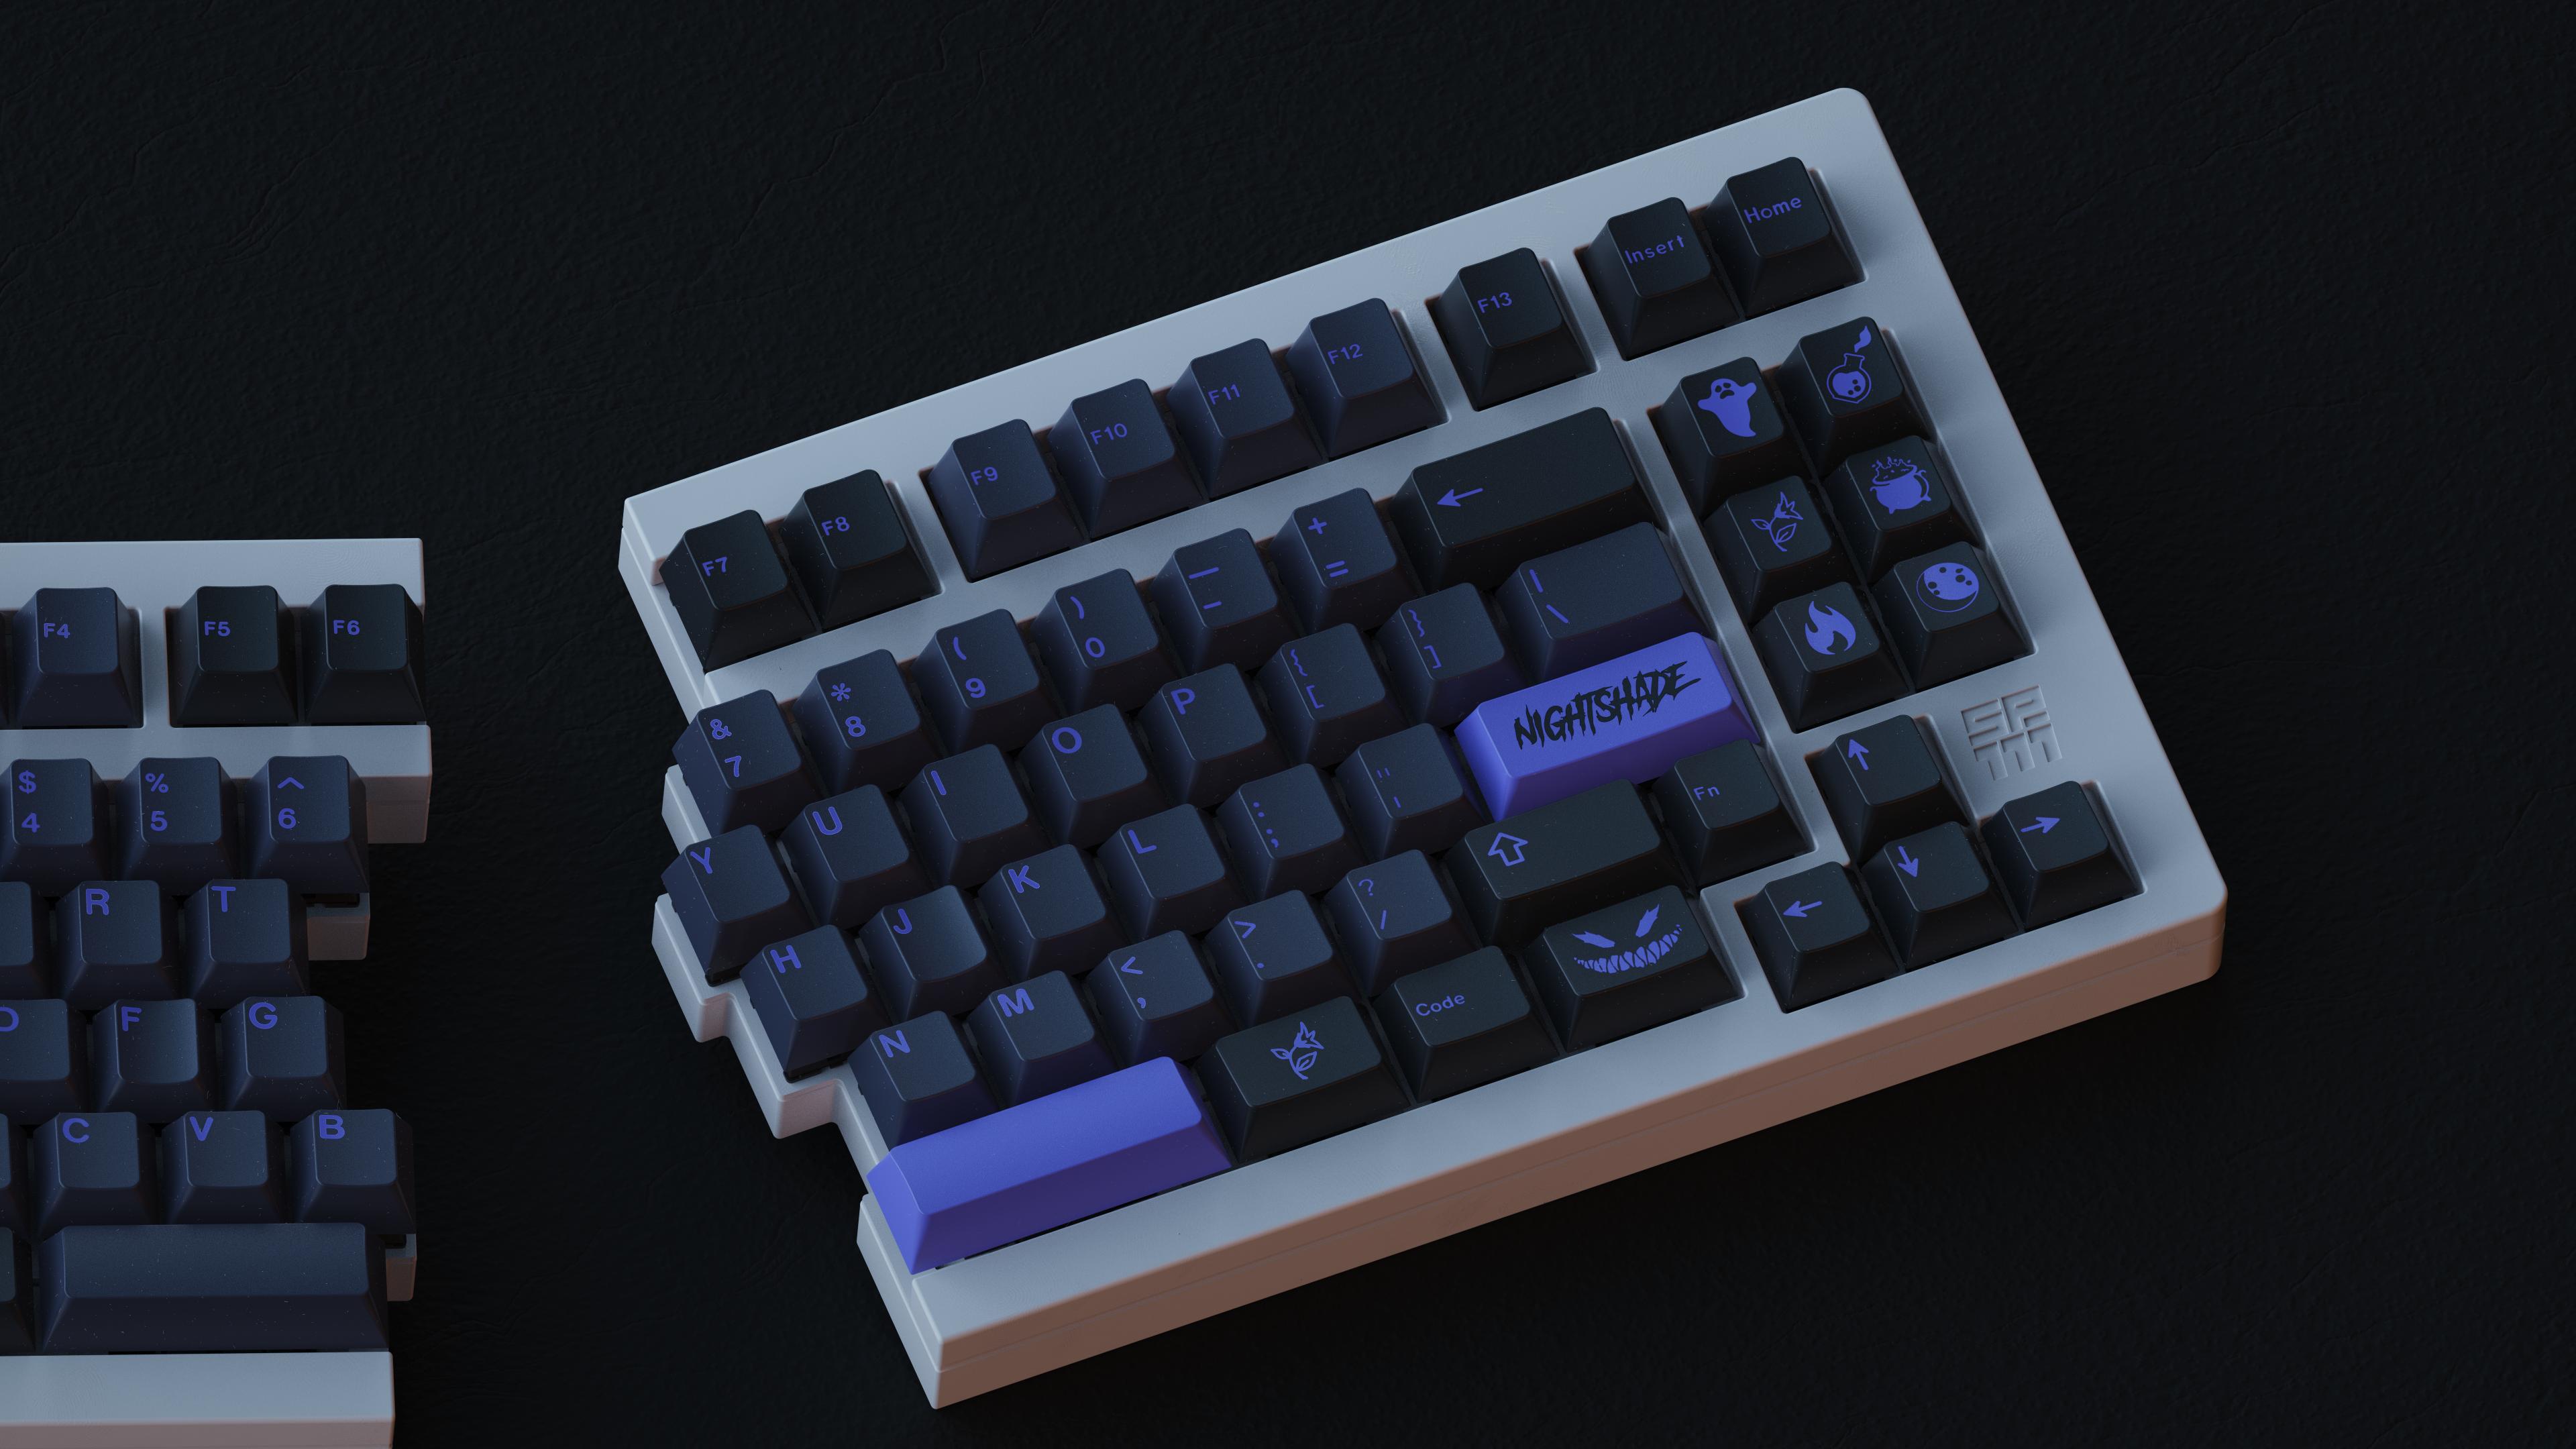 F4 F5 F6
$ % ^
4 5 6
R T
D F G
C V B
Insert Home
F13
F7 F8 F9 F10 F11 F12
& * ( ) — +
7 8 9 0 - = ←
Y U I O P { } |
[ ] \
H J K L : "
; '
NIGHTSHADE
N M < > ?
, . / ⇧ Fn
Code
↑
← ↓ →